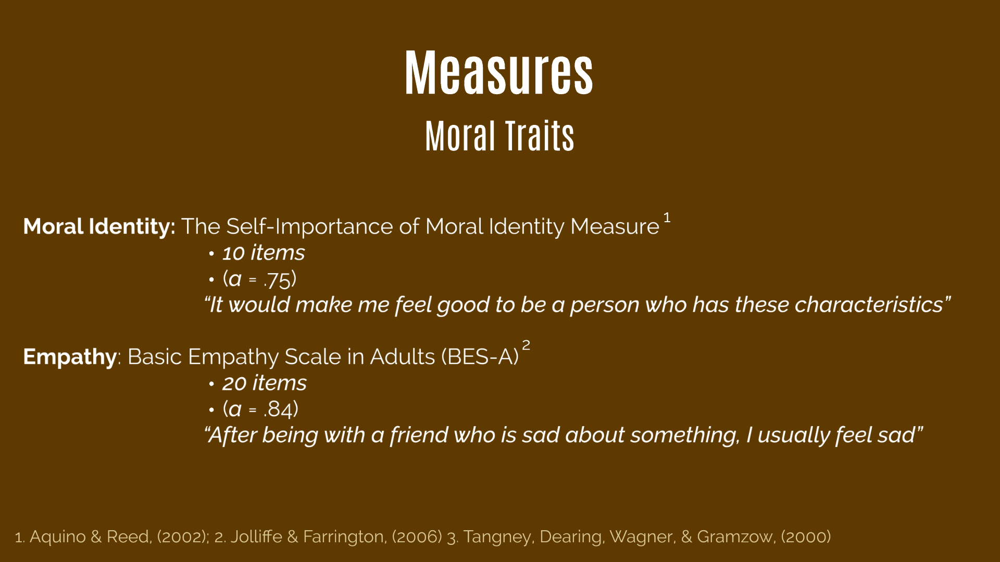 Measures
Moral Traits
Moral Identity: The Self-Importance of Moral Identity Measure 1
• 10 items
• (α = .75)
“It would make me feel good to be a person who has these characteristics”
Empathy: Basic Empathy Scale in Adults (BES-A) 2
• 20 items
• (α = .84)
“After being with a friend who is sad about something, I usually feel sad”
1. Aquino & Reed, (2002); 2. Jolliffe & Farrington, (2006) 3. Tangney, Dearing, Wagner, & Gramzow, (2000)